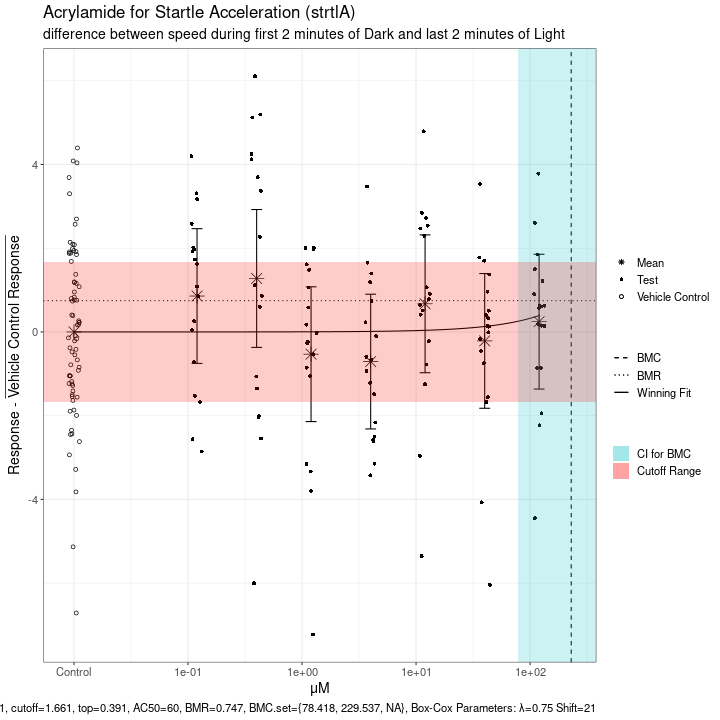 Acrylamide for Startle Acceleration (strtlA)
difference between speed during first 2 minutes of Dark and last 2 minutes of Light
Response - Vehicle Control Response
4
0
-4
Control
1e-01
1e+00
1e+01
1e+02
μM
Mean
Test
Vehicle Control
BMC
BMR
Winning Fit
CI for BMC
Cutoff Range
1, cutoff=1.661, top=0.391, AC50=60, BMR=0.747, BMC.set={78.418, 229.537, NA}, Box-Cox Parameters: λ=0.75 Shift=21